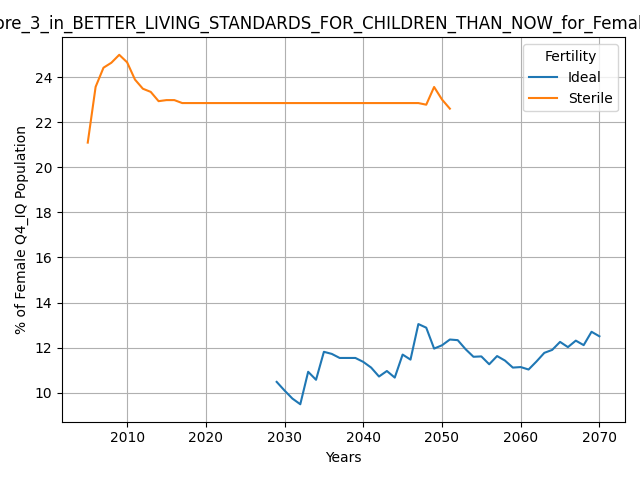 ore_3_in_BETTER_LIVING_STANDARDS_FOR_CHILDREN_THAN_NOW_for_Femal
Fertility
Ideal
Sterile
% of Female Q4_IQ Population
24
22
20
18
16
14
12
10
2010 2020 2030 2040 2050 2060 2070
Years